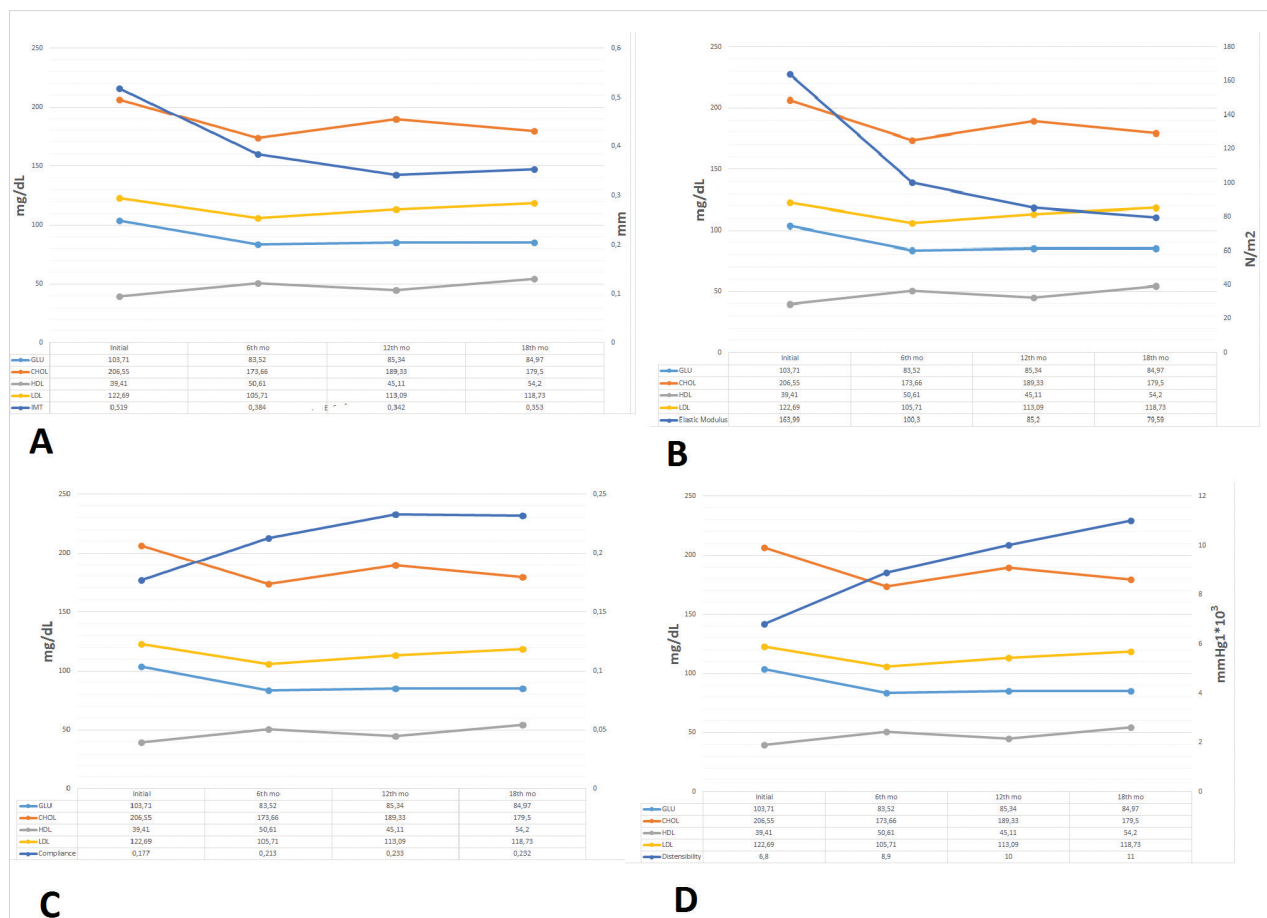 250
200
150
100
50
0
mg/dL
0,6
0,5
0,4
0,3
0,2
0,1
0
mm
Initial 6th mo 12th mo 18th mo
GLU 103,71 83,52 85,34 84,97
CHOL 206,55 173,66 189,33 179,5
HDL 39,41 50,61 45,11 54,2
LDL 122,69 105,71 113,09 118,73
IMT 0,519 0,384 0,342 0,353
A
250
200
150
100
50
0
mg/dL
180
160
140
120
100
80
60
40
20
0
N/m2
Initial 6th mo 12th mo 18th mo
GLU 103,71 83,52 85,34 84,97
CHOL 206,55 173,66 189,33 179,5
HDL 39,41 50,61 45,11 54,2
LDL 122,69 105,71 113,09 118,73
Elastic Modulus 163,99 100,3 85,2 79,59
B
250
200
150
100
50
0
mg/dL
0,25
0,2
0,15
0,1
0,05
0
Initial 6th mo 12th mo 18th mo
GLU 103,71 83,52 85,34 84,97
CHOL 206,55 173,66 189,33 179,5
HDL 39,41 50,61 45,11 54,2
LDL 122,69 105,71 113,09 118,73
Compliance 0,177 0,213 0,233 0,232
C
250
200
150
100
50
0
mg/dL
12
10
8
6
4
2
0
mmHg1*10³
Initial 6th mo 12th mo 18th mo
GLU 103,71 83,52 85,34 84,97
CHOL 206,55 173,66 189,33 179,5
HDL 39,41 50,61 45,11 54,2
LDL 122,69 105,71 113,09 118,73
Distensibility 6,8 8,9 10 11
D